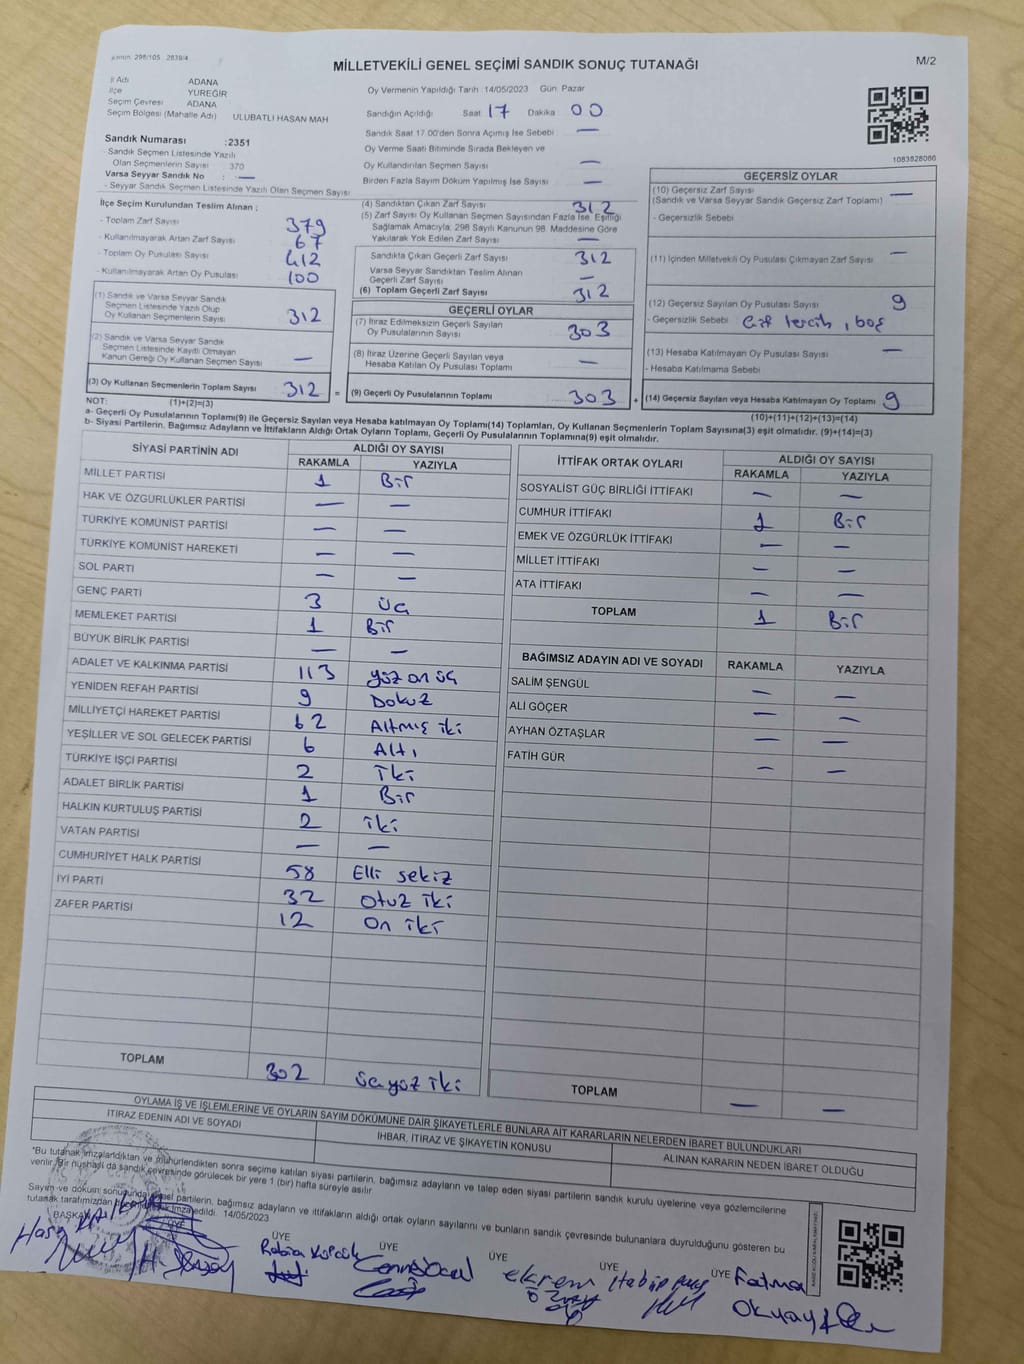 MİLLETVEKİLİ GENEL SEÇİMİ SANDIK SONUÇ TUTANAĞI
M/2
İl Adı ADANA
İlçe YÜREĞİR
Seçim Çevresi ADANA
Seçim Bölgesi (Mahalle Adı) ULUBATLI HASAN MAH
Sandık Numarası :2351
Sandık Seçmen Listesinde Yazılı
Olan Seçmenlerin Sayısı 370
Varsa Seyyar Sandık No : —
- Seyyar Sandık Seçmen Listesinde Yazılı Olan Seçmen Sayısı
Oy Vermenin Yapıldığı Tarih 14/05/2023 Gün: Pazar
Sandığın Açıldığı Saat 17 Dakika 00
Sandık Saat 17.00'den Sonra Açımış İse Sebebi : —
Oy Verme Saati Bitiminde Sırada Bekleyen ve
Oy Kullandırılan Seçmen Sayısı —
Birden Fazla Sayım Döküm Yapılmış İse Sayısı —
1083828060
İlçe Seçim Kurulundan Teslim Alınan ;
- Toplam Zarf Sayısı 379
- Kullanılmayarak Artan Zarf Sayısı 67
- Toplam Oy Pusulası Sayısı 412
- Kullanılmayarak Artan Oy Pusulası 100
(1) Sandık ve Varsa Seyyar Sandık
Seçmen Listesinde Yazılı Olup
Oy Kullanan Seçmenlerin Sayısı 312
(2) Sandık ve Varsa Seyyar Sandık
Seçmen Listesinde Kayıtlı Olmayan
Kanun Gereği Oy Kullanan Seçmen Sayısı —
(3) Oy Kullanan Seçmenlerin Toplam Sayısı 312
(4) Sandıktan Çıkan Zarf Sayısı 312
(5) Zarf Sayısı Oy Kullanan Seçmen Sayısından Fazla İse, Eşitliği
Sağlamak Amacıyla, 298 Sayılı Kanunun 98. Maddesine Göre
Yakılarak Yok Edilen Zarf Sayısı —
Sandıkta Çıkan Geçerli Zarf Sayısı 312
Varsa Seyyar Sandıktan Teslim Alınan
Geçerli Zarf Sayısı —
(6) Toplam Geçerli Zarf Sayısı 312
GEÇERLİ OYLAR
(7) İtiraz Edilmeksizin Geçerli Sayılan
Oy Pusulalarının Sayısı 303
(8) İtiraz Üzerine Geçerli Sayılan veya
Hesaba Katılan Oy Pusulası Toplamı —
= (9) Geçerli Oy Pusulalarının Toplamı 303
GEÇERSİZ OYLAR
(10) Geçersiz Zarf Sayısı —
(Sandık ve Varsa Seyyar Sandık Geçersiz Zarf Toplamı)
- Geçersizlik Sebebi
(11) İçinden Milletvekili Oy Pusulası Çıkmayan Zarf Sayısı —
(12) Geçersiz Sayılan Oy Pusulası Sayısı 9
- Geçersizlik Sebebi Çift tercih , boş
(13) Hesaba Katılmayan Oy Pusulası Sayısı —
- Hesaba Katılmama Sebebi
+ (14) Geçersiz Sayılan veya Hesaba Katılmayan Oy Toplamı 9
NOT: (1)+(2)=(3)
(10)+(11)+(12)+(13)=(14)
a- Geçerli Oy Pusulalarının Toplamı(9) ile Geçersiz Sayılan veya Hesaba katılmayan Oy Toplamı(14) Toplamları, Oy Kullanan Seçmenlerin Toplam Sayısına(3) eşit olmalıdır. (9)+(14)=(3)
b- Siyasi Partilerin, Bağımsız Adayların ve İttifakların Aldığı Ortak Oyların Toplamı, Geçerli Oy Pusulalarının Toplamına(9) eşit olmalıdır.
SİYASİ PARTİNİN ADI ALDIĞI OY SAYISI
RAKAMLA YAZIYLA
MİLLET PARTİSI 1 Bir
HAK VE ÖZGÜRLÜKLER PARTİSİ — —
TÜRKİYE KOMÜNİST PARTİSİ — —
TÜRKİYE KOMÜNİST HAREKETİ — —
SOL PARTİ — —
GENÇ PARTİ 3 üç
MEMLEKET PARTİSİ 1 Bir
BÜYÜK BİRLİK PARTİSİ — —
ADALET VE KALKINMA PARTİSİ 113 yüz on üç
YENİDEN REFAH PARTİSİ 9 Dokuz
MİLLİYETÇİ HAREKET PARTİSİ 62 Altmış iki
YEŞİLLER VE SOL GELECEK PARTİSİ 6 Altı
TÜRKİYE İŞÇİ PARTİSİ 2 İki
ADALET BİRLİK PARTİSİ 1 Bir
HALKIN KURTULUŞ PARTİSİ 2 iki
VATAN PARTİSİ — —
CUMHURİYET HALK PARTİSİ 58 Elli sekiz
İYİ PARTİ 32 Otuz iki
ZAFER PARTİSİ 12 On iki
TOPLAM 302 üçyüz iki
İTTİFAK ORTAK OYLARI ALDIĞI OY SAYISI
RAKAMLA YAZIYLA
SOSYALİST GÜÇ BİRLİĞİ İTTİFAKI — —
CUMHUR İTTİFAKI 1 Bir
EMEK VE ÖZGÜRLÜK İTTİFAKI — —
MİLLET İTTİFAKI — —
ATA İTTİFAKI — —
TOPLAM 1 Bir
BAĞIMSIZ ADAYIN ADI VE SOYADI RAKAMLA YAZIYLA
SALİM ŞENGÜL — —
ALİ GÖÇER — —
AYHAN ÖZTAŞLAR — —
FATİH GÜR — —
TOPLAM — —
OYLAMA İŞ VE İŞLEMLERİNE VE OYLARIN SAYIM DÖKÜMÜNE DAİR ŞİKAYETLERLE BUNLARA AİT KARARLARIN NELERDEN İBARET BULUNDUKLARI
İTİRAZ EDENİN ADI VE SOYADI
İHBAR, İTİRAZ VE ŞİKAYETİN KONUSU
ALINAN KARARIN NEDEN İBARET OLDUĞU
"Bu tutanak imzalandıktan ve mühürlendikten sonra seçime katılan siyasi partilerin, bağımsız adayların ve talep eden siyasi partilerin sandık kurulu üyelerine veya gözlemcilerine
verilir. Bir nüshası da sandık çevresinde görülecek bir yere 1 (bir) hafta süreyle asılır
Sayım ve döküm sonucunda siyasi partilerin, bağımsız adayların ve ittifakların aldığı ortak oyların sayılarını ve bunların sandık çevresinde bulunanlara duyrulduğunu gösteren bu
tutanak tarafımızdan imza edildi. 14/05/2023
BAŞKAN ÜYE ÜYE ÜYE ÜYE ÜYE
ekrem
Fatma
Okyay